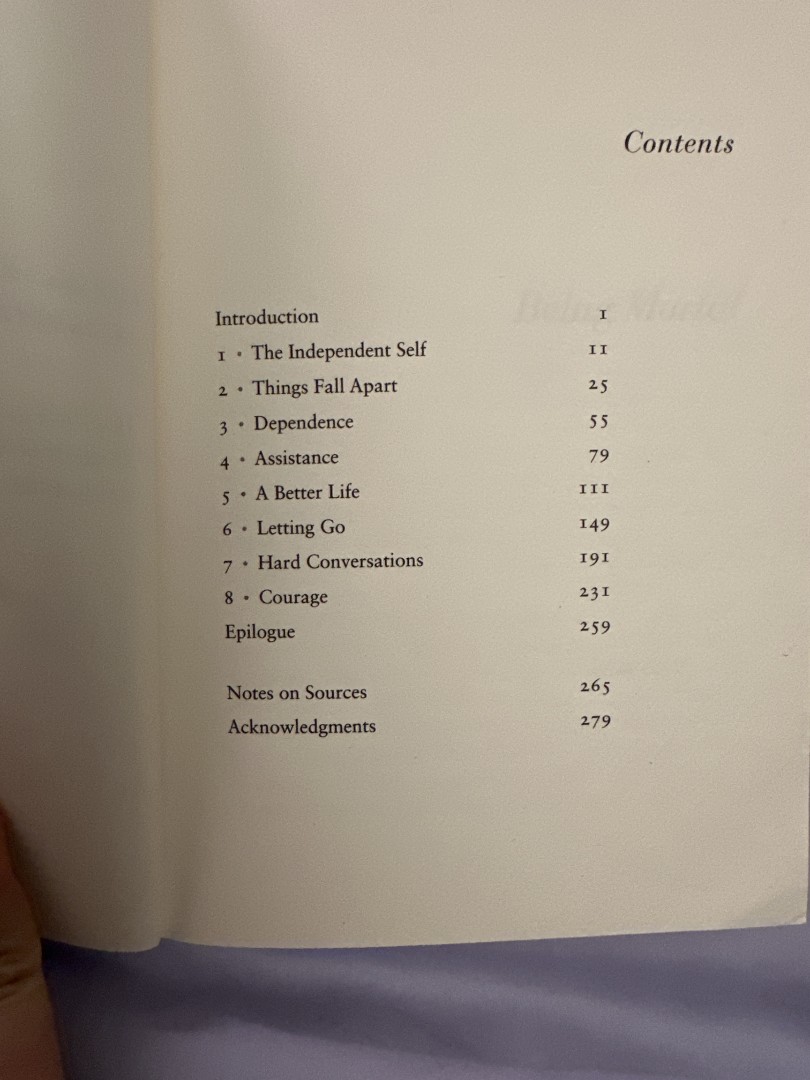 Contents
Introduction 1
1 • The Independent Self 11
2 • Things Fall Apart 25
3 • Dependence 55
4 • Assistance 79
5 • A Better Life 111
6 • Letting Go 149
7 • Hard Conversations 191
8 • Courage 231
Epilogue 259
Notes on Sources 265
Acknowledgments 279